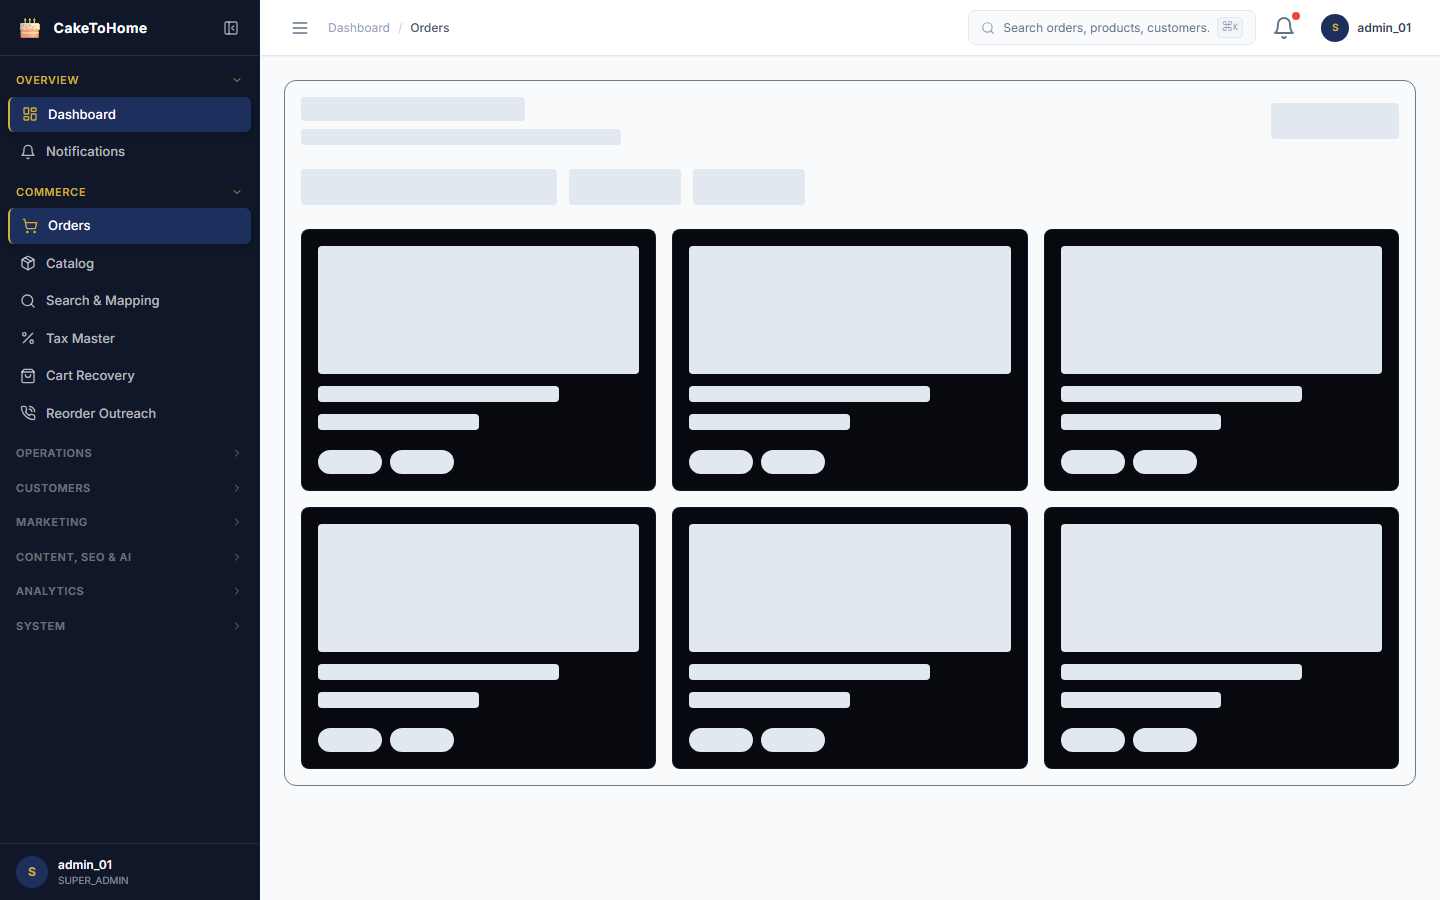 CakeToHome
Dashboard / Orders
Search orders, products, customers.
⌘K
S
admin_01
OVERVIEW
Dashboard
Notifications
COMMERCE
Orders
Catalog
Search & Mapping
Tax Master
Cart Recovery
Reorder Outreach
OPERATIONS
CUSTOMERS
MARKETING
CONTENT, SEO & AI
ANALYTICS
SYSTEM
S
admin_01
SUPER_ADMIN